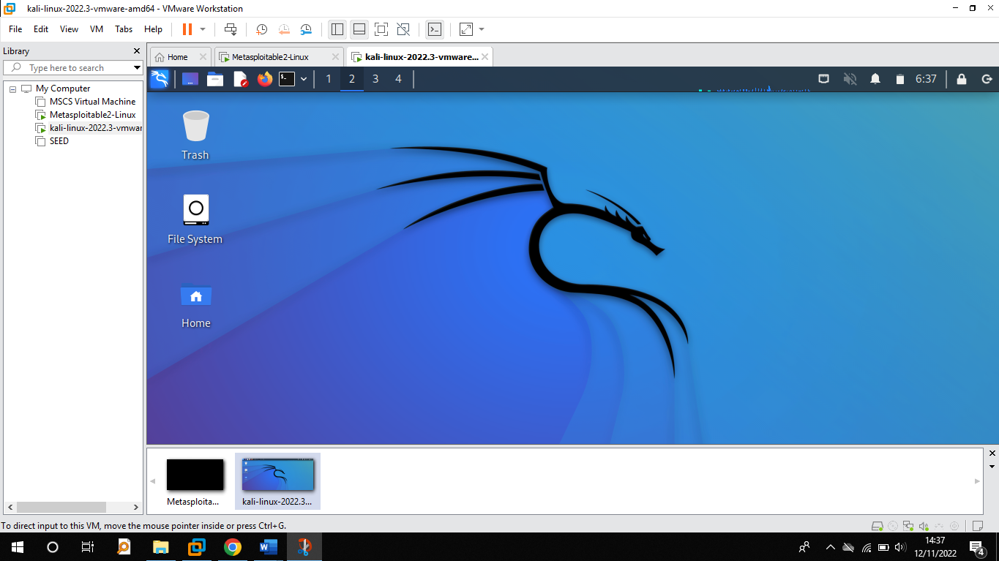 kali-linux-2022.3-vmware-amd64 - VMware Workstation
File Edit View VM Tabs Help
Library
Type here to search
My Computer
MSCS Virtual Machine
Metasploitable2-Linux
kali-linux-2022.3-vmwar
SEED
Home Metasploitable2-Linux kali-linux-2022.3-vmware...
1 2 3 4 6:37
Trash
File System
Home
Metasploita... kali-linux-2022.3...
To direct input to this VM, move the mouse pointer inside or press Ctrl+G.
14:37
12/11/2022
4